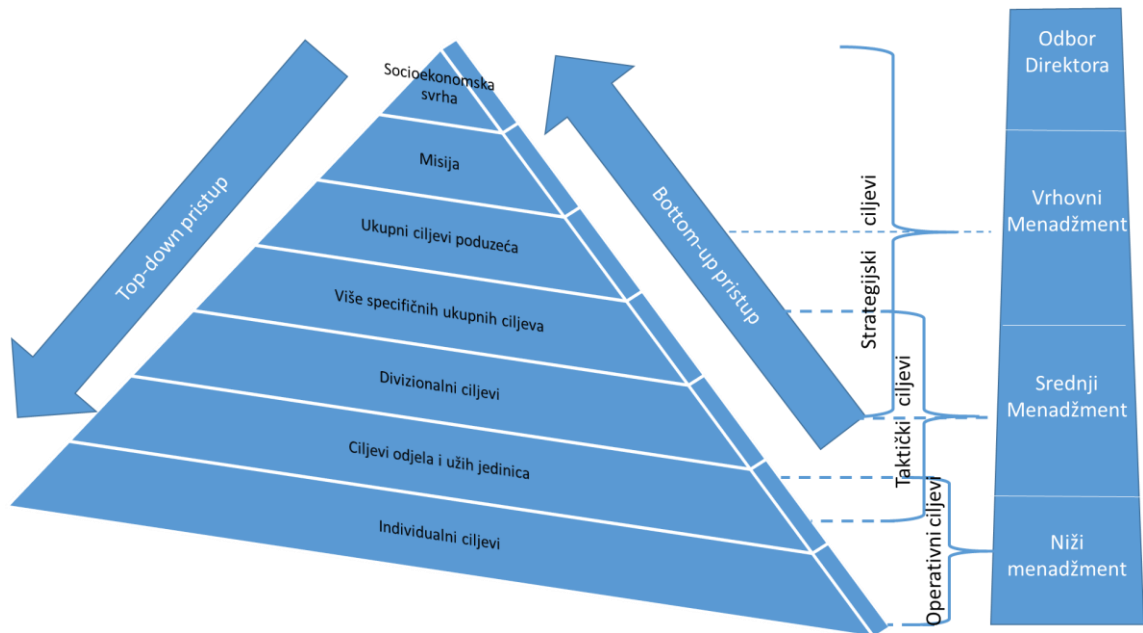 Top-down pristup
Socioekonomska
svrha
Misija
Ukupni ciljevi poduzeća
Više specifičnih ukupnih ciljeva
Divizionalni ciljevi
Ciljevi odjela i užih jedinica
Individualni ciljevi
Bottom-up pristup
Strategijski ciljevi
Taktički ciljevi
Operativni ciljevi
Odbor
Direktora
Vrhovni
Menadžment
Srednji
Menadžment
Niži
menadžment